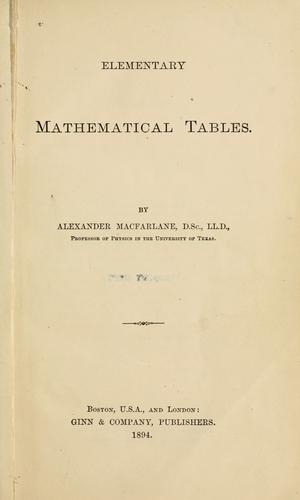 ELEMENTARY
MATHEMATICAL TABLES.
BY
ALEXANDER MACFARLANE, D.Sc., LL.D.,
PROFESSOR OF PHYSICS IN THE UNIVERSITY OF TEXAS.
BOSTON, U.S.A., AND LONDON:
GINN & COMPANY, PUBLISHERS.
1894.